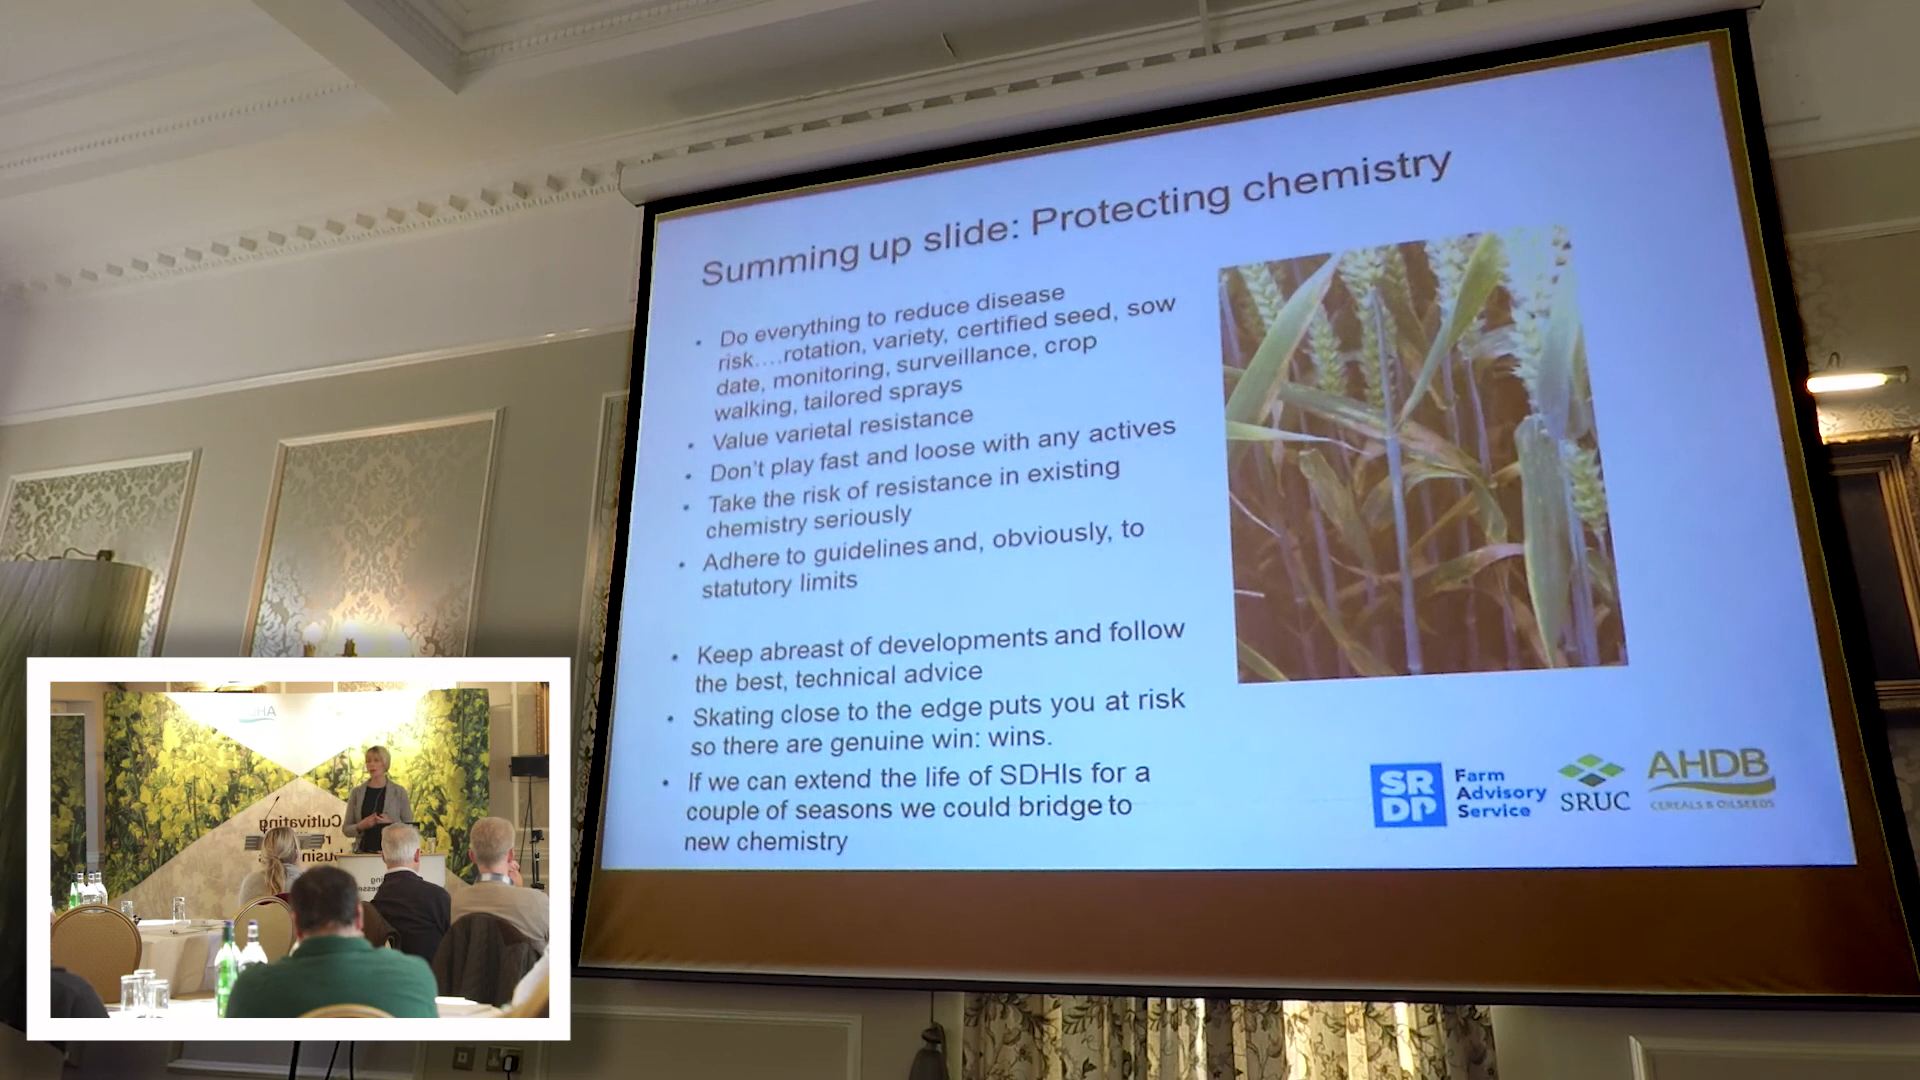 Summing up slide: Protecting chemistry
• Do everything to reduce disease
risk....rotation, variety, certified seed, sow
date, monitoring, surveillance, crop
walking, tailored sprays
• Value varietal resistance
• Don't play fast and loose with any actives
• Take the risk of resistance in existing
chemistry seriously
• Adhere to guidelines and, obviously, to
statutory limits
• Keep abreast of developments and follow
the best, technical advice
• Skating close to the edge puts you at risk
so there are genuine win: wins.
• If we can extend the life of SDHIs for a
couple of seasons we could bridge to
new chemistry
SR
DP
Farm
Advisory
Service
SRUC
AHDB
CEREALS & OILSEEDS
Cultivating